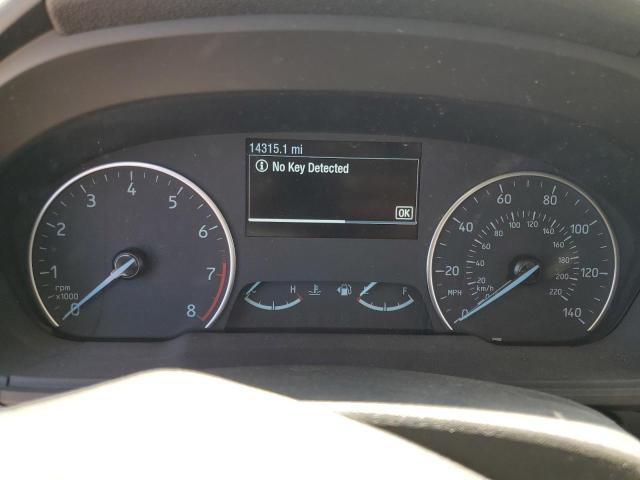 14315.1 mi
No Key Detected
OK
0 1 2 3 4 5 6 7 8
rpm
x1000
H
F
0 20 40 60 80 100 120 140
MPH
0 20 40 60 80 100 120 140 160 180 200 220
km/h